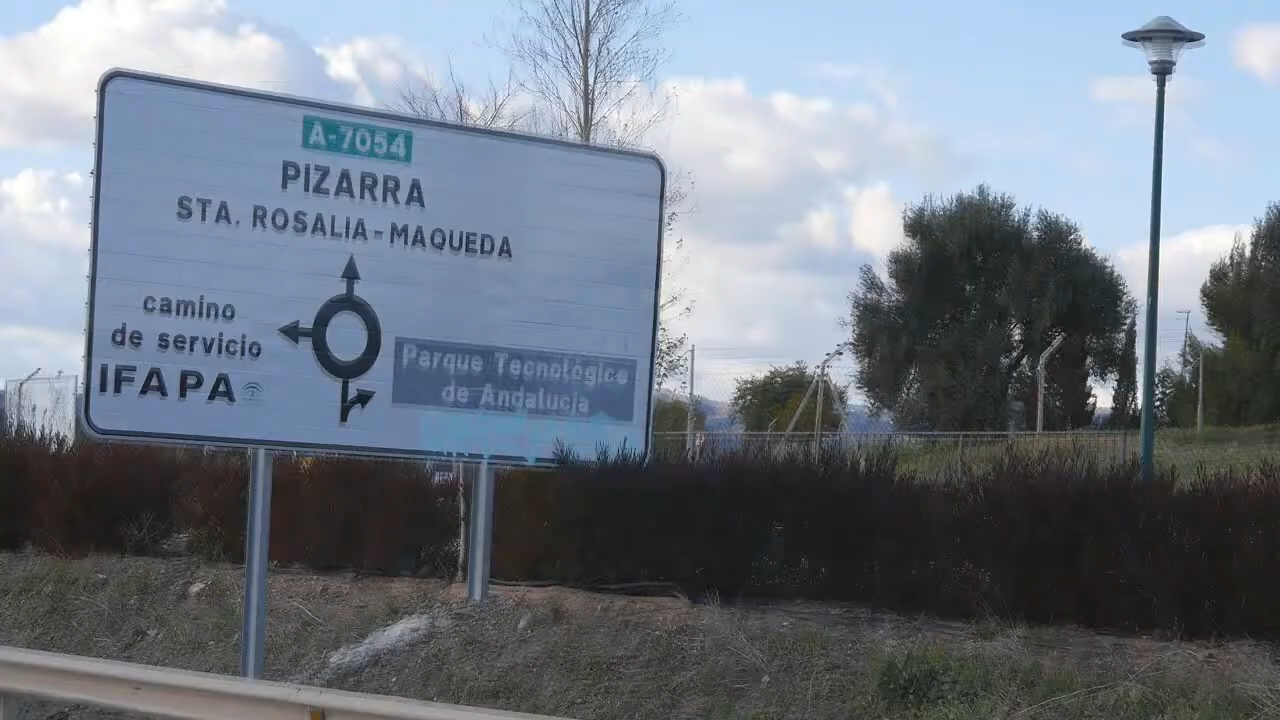 A-7054
PIZARRA
STA. ROSALIA-MAQUEDA
camino
de servicio
IFAPA
Parque Tecnológico
de Andalucía